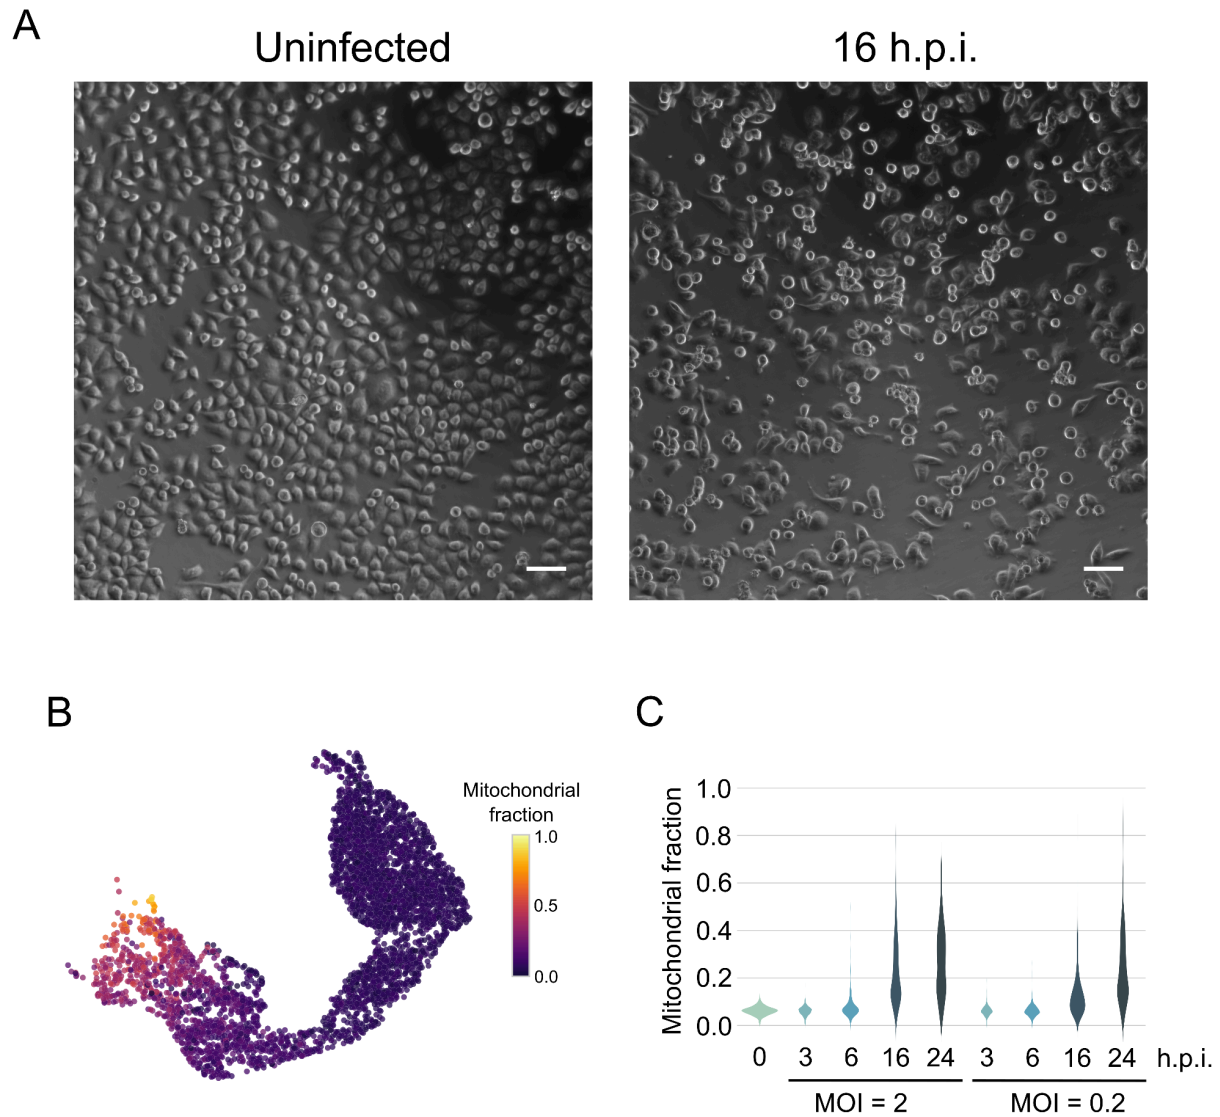 A
Uninfected
16 h.p.i.
B
Mitochondrial
fraction
1.0
0.5
0.0
C
Mitochondrial fraction
1.0
0.8
0.6
0.4
0.2
0.0
0 3 6 16 24 3 6 16 24 h.p.i.
MOI = 2 MOI = 0.2